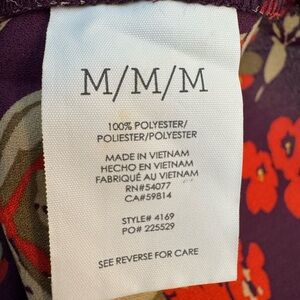 M/M/M
100% POLYESTER/
POLIESTER/POLYESTER
MADE IN VIETNAM
HECHO EN VIETNAM
FABRIQUÉ AU VIETNAM
RN#54077
CA#59814
STYLE# 4169
PO# 225529
SEE REVERSE FOR CARE